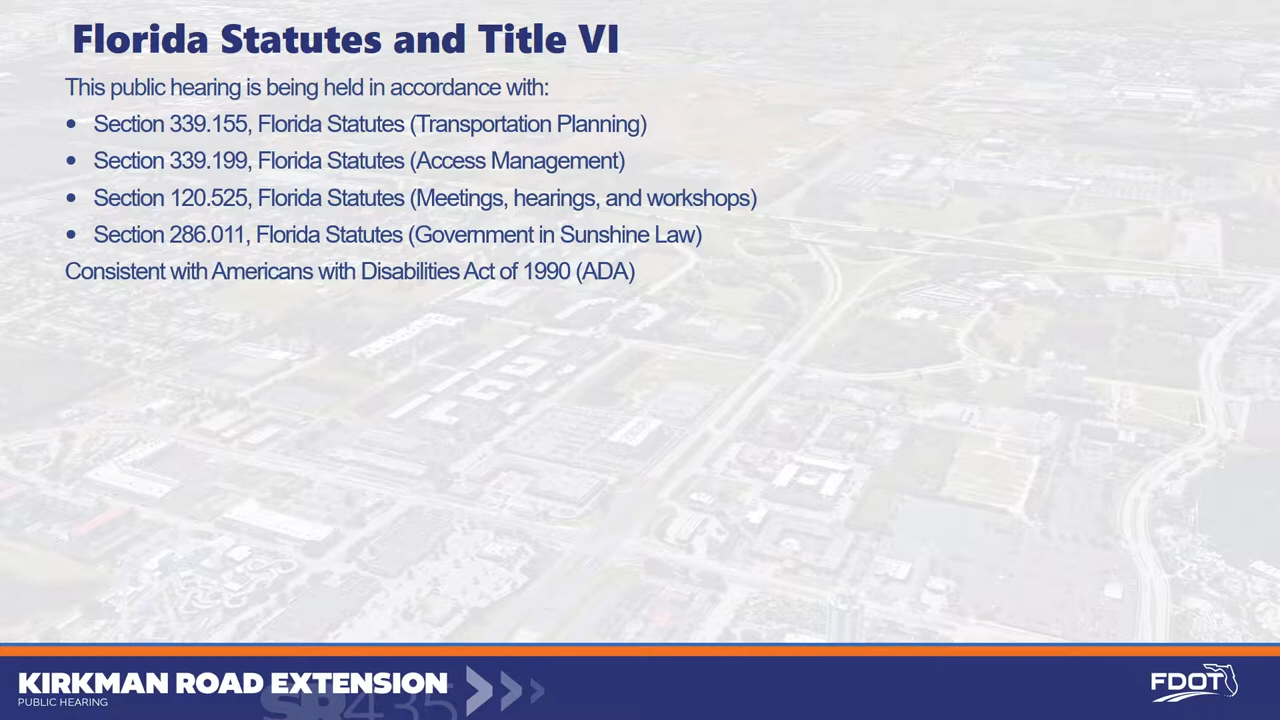 Florida Statutes and Title VI
This public hearing is being held in accordance with:
• Section 339.155, Florida Statutes (Transportation Planning)
• Section 339.199, Florida Statutes (Access Management)
• Section 120.525, Florida Statutes (Meetings, hearings, and workshops)
• Section 286.011, Florida Statutes (Government in Sunshine Law)
Consistent with Americans with Disabilities Act of 1990 (ADA)
KIRKMAN ROAD EXTENSION
PUBLIC HEARING
SR 435
FDOT